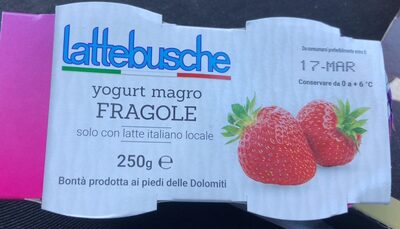 lattebusche
yogurt magro
FRAGOLE
solo con latte italiano locale
250g ℮
Bontà prodotta ai piedi delle Dolomiti
Da consumarsi preferibilmente entro il:
17-MAR
Conservare da 0 a + 6 °C